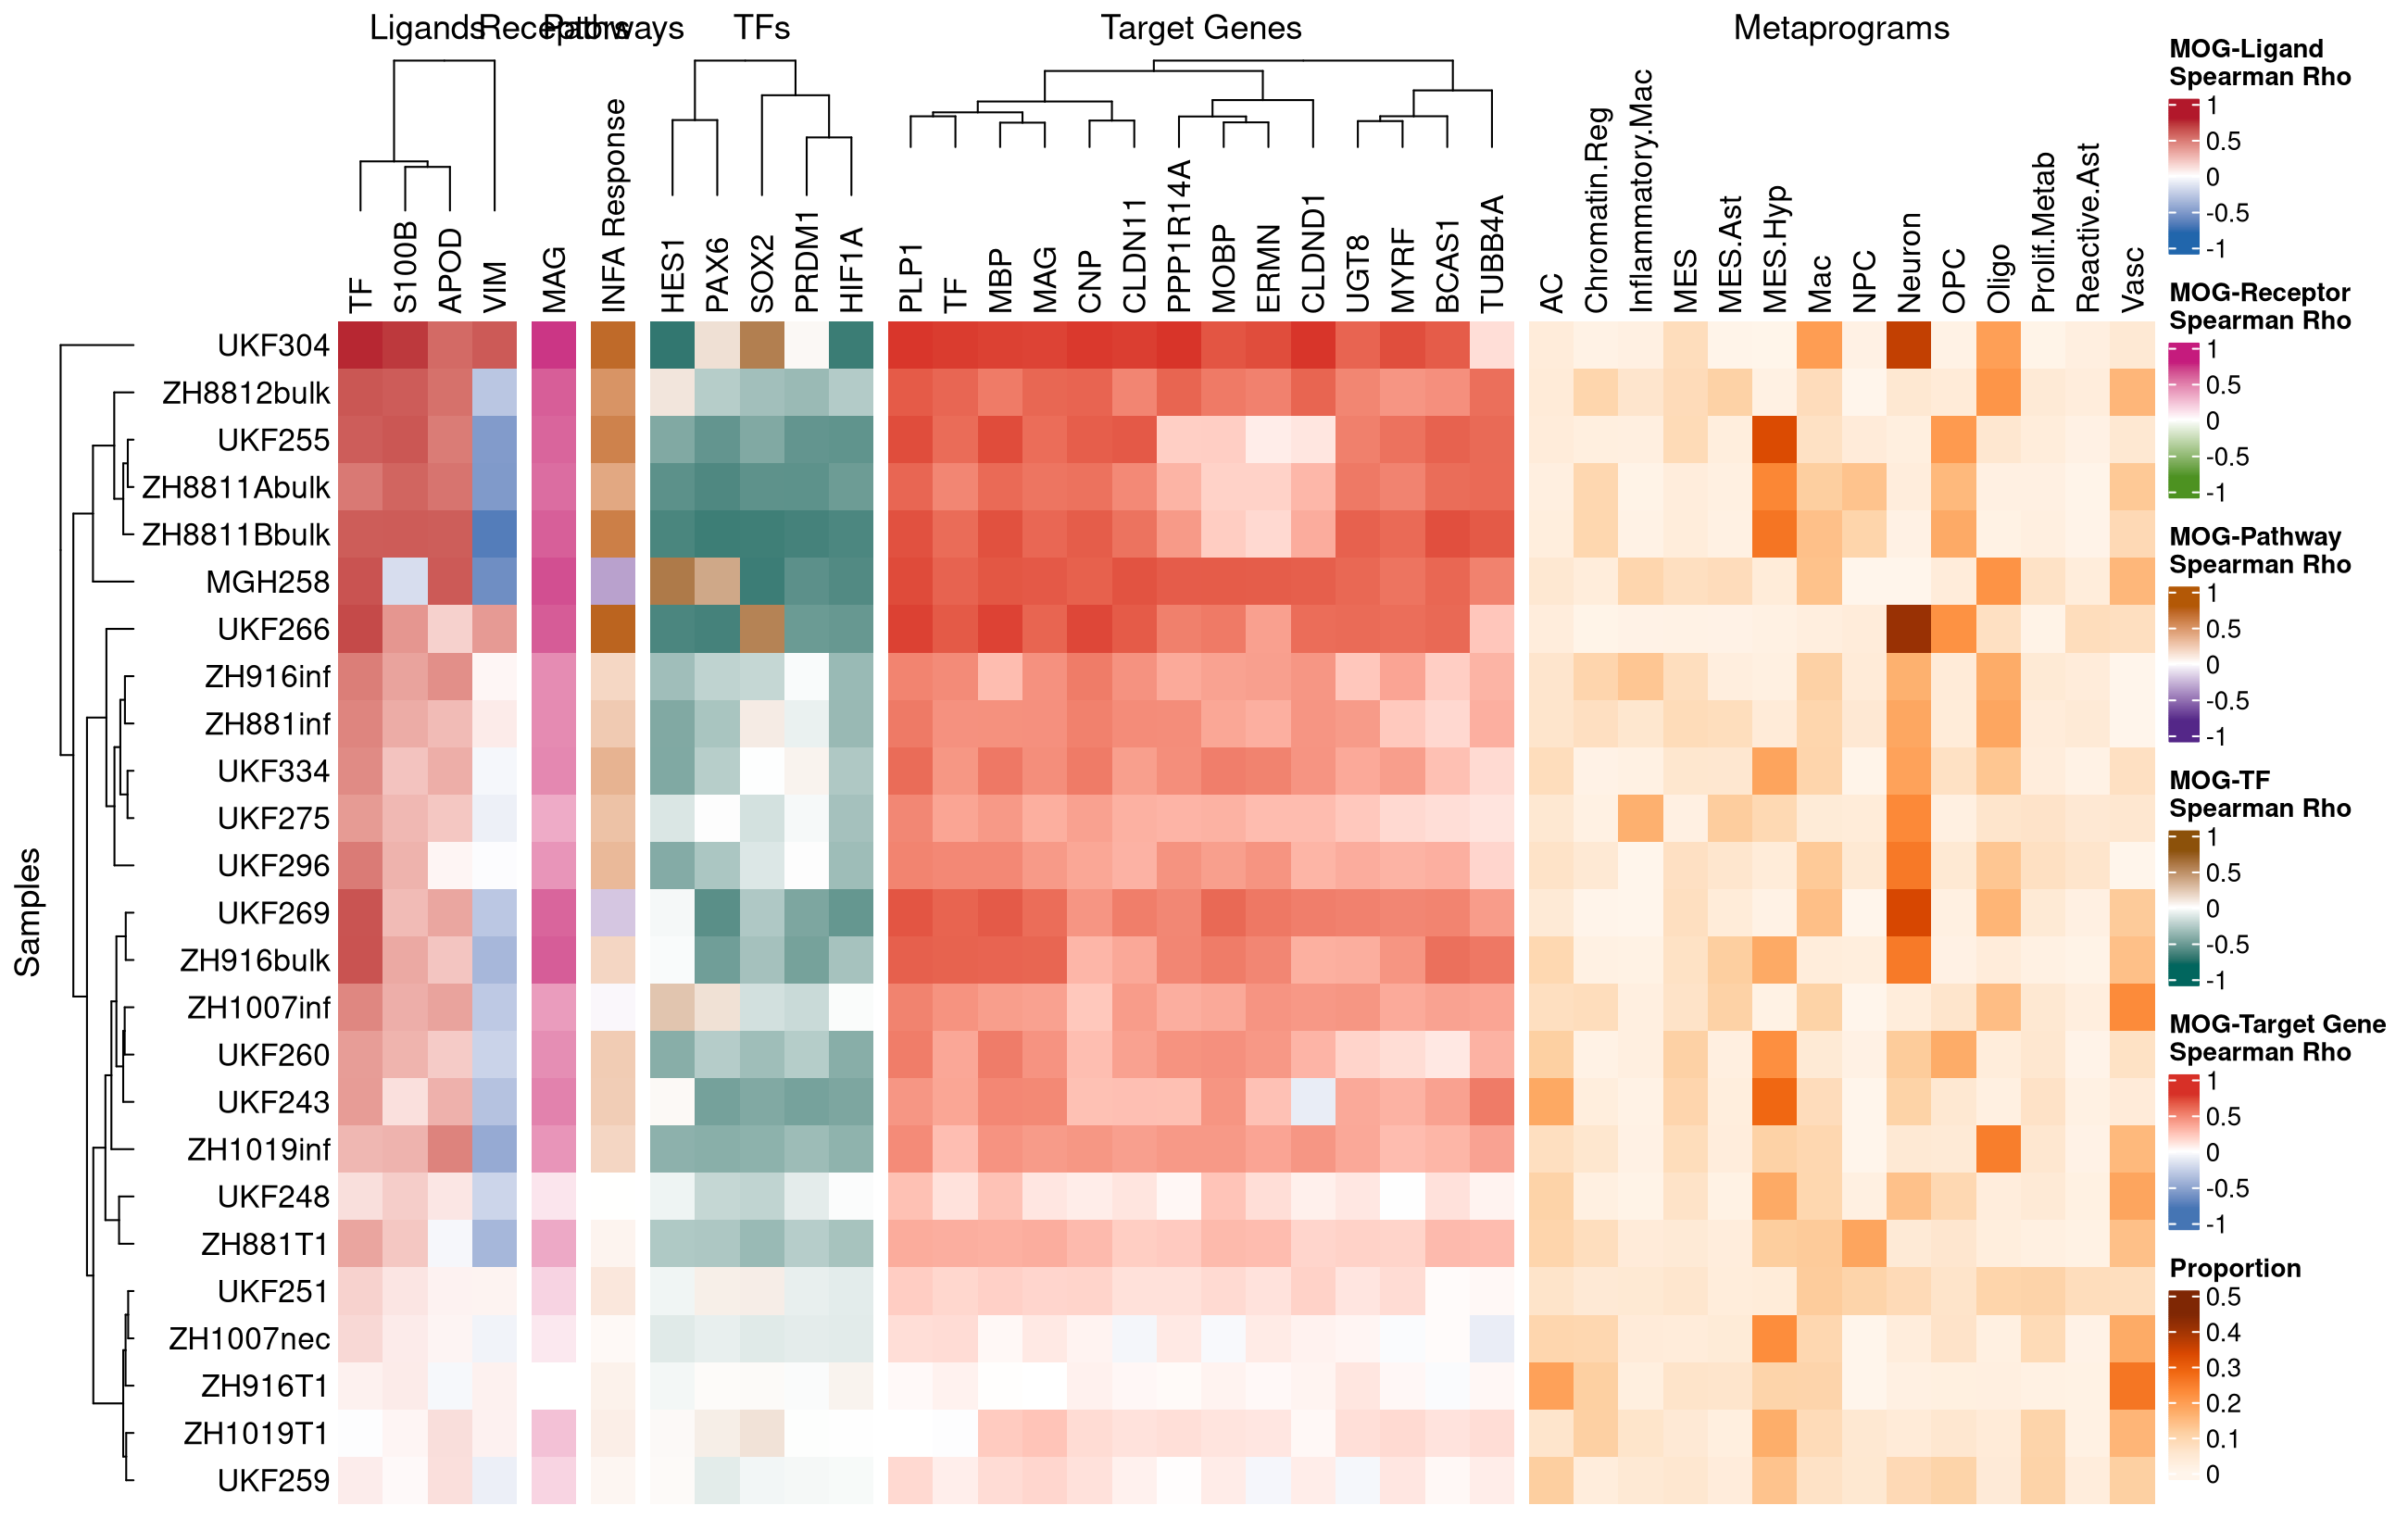 Ligands
Receptors
Pathways
TFs
Target Genes
Metaprograms
TF
S100B
APOD
VIM
MAG
INFA Response
HES1
PAX6
SOX2
PRDM1
HIF1A
PLP1
TF
MBP
MAG
CNP
CLDN11
PPP1R14A
MOBP
ERMN
CLDND1
UGT8
MYRF
BCAS1
TUBB4A
AC
Chromatin.Reg
Inflammatory.Mac
MES
MES.Ast
MES.Hyp
Mac
NPC
Neuron
OPC
Oligo
Prolif.Metab
Reactive.Ast
Vasc
Samples
UKF304
ZH8812bulk
UKF255
ZH8811Abulk
ZH8811Bbulk
MGH258
UKF266
ZH916inf
ZH881inf
UKF334
UKF275
UKF296
UKF269
ZH916bulk
ZH1007inf
UKF260
UKF243
ZH1019inf
UKF248
ZH881T1
UKF251
ZH1007nec
ZH916T1
ZH1019T1
UKF259
MOG-Ligand
Spearman Rho
1
0.5
0
-0.5
-1
MOG-Receptor
Spearman Rho
1
0.5
0
-0.5
-1
MOG-Pathway
Spearman Rho
1
0.5
0
-0.5
-1
MOG-TF
Spearman Rho
1
0.5
0
-0.5
-1
MOG-Target Gene
Spearman Rho
1
0.5
0
-0.5
-1
Proportion
0.5
0.4
0.3
0.2
0.1
0